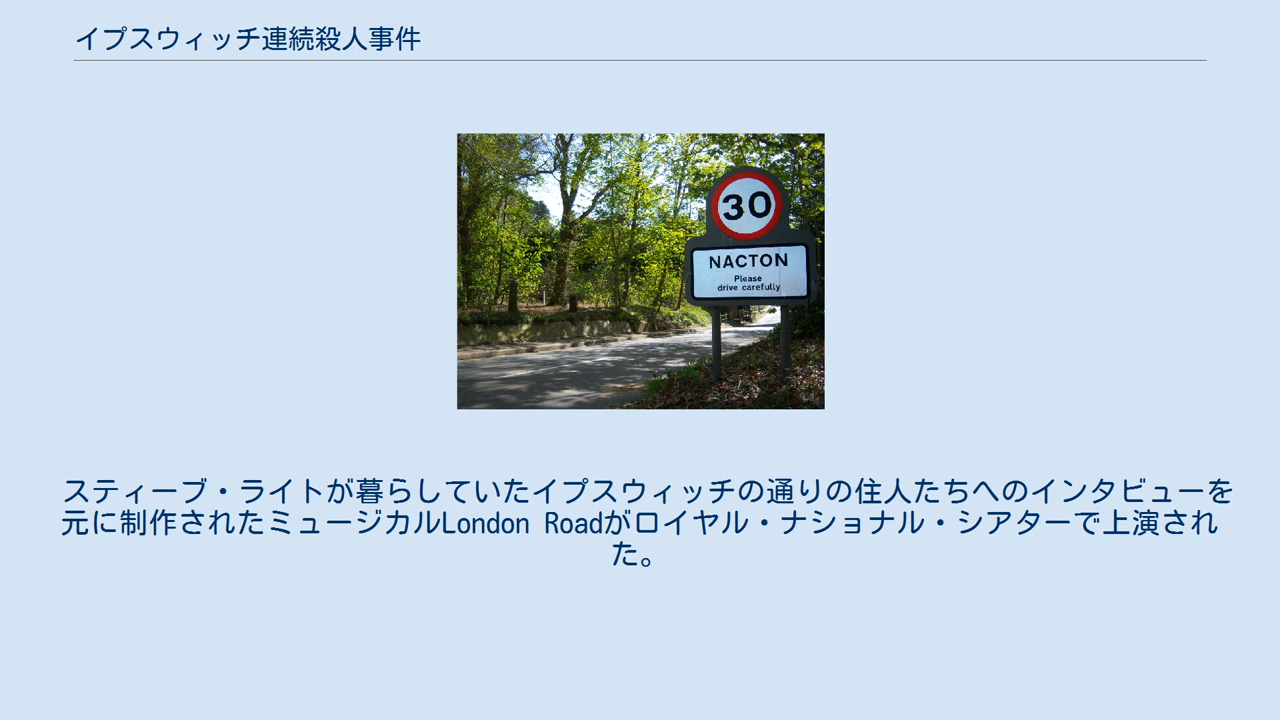 イプスウィッチ連続殺人事件
30
NACTON
Please
drive carefully
スティーブ・ライトが暮らしていたイプスウィッチの通りの住人たちへのインタビューを
元に制作されたミュージカルLondon Roadがロイヤル・ナショナル・シアターで上演され
た。